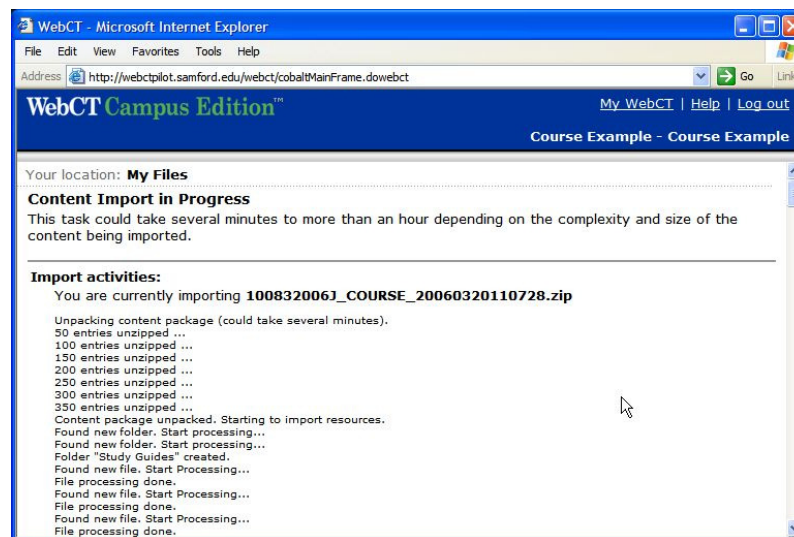 WebCT - Microsoft Internet Explorer
File Edit View Favorites Tools Help
Address http://webctpilot.samford.edu/webct/cobaltMainFrame.dowebct Go Link
WebCT Campus Edition™ My WebCT | Help | Log out
Course Example - Course Example
Your location: My Files
Content Import in Progress
This task could take several minutes to more than an hour depending on the complexity and size of the
content being imported.
Import activities:
You are currently importing 100832006J_COURSE_20060320110728.zip
Unpacking content package (could take several minutes).
50 entries unzipped ...
100 entries unzipped ...
150 entries unzipped ...
200 entries unzipped ...
250 entries unzipped ...
300 entries unzipped ...
350 entries unzipped ...
Content package unpacked. Starting to import resources.
Found new folder. Start processing...
Found new folder. Start processing...
Folder "Study Guides" created.
Found new file. Start Processing...
File processing done.
Found new file. Start Processing...
File processing done.
Found new file. Start Processing...
File processing done.